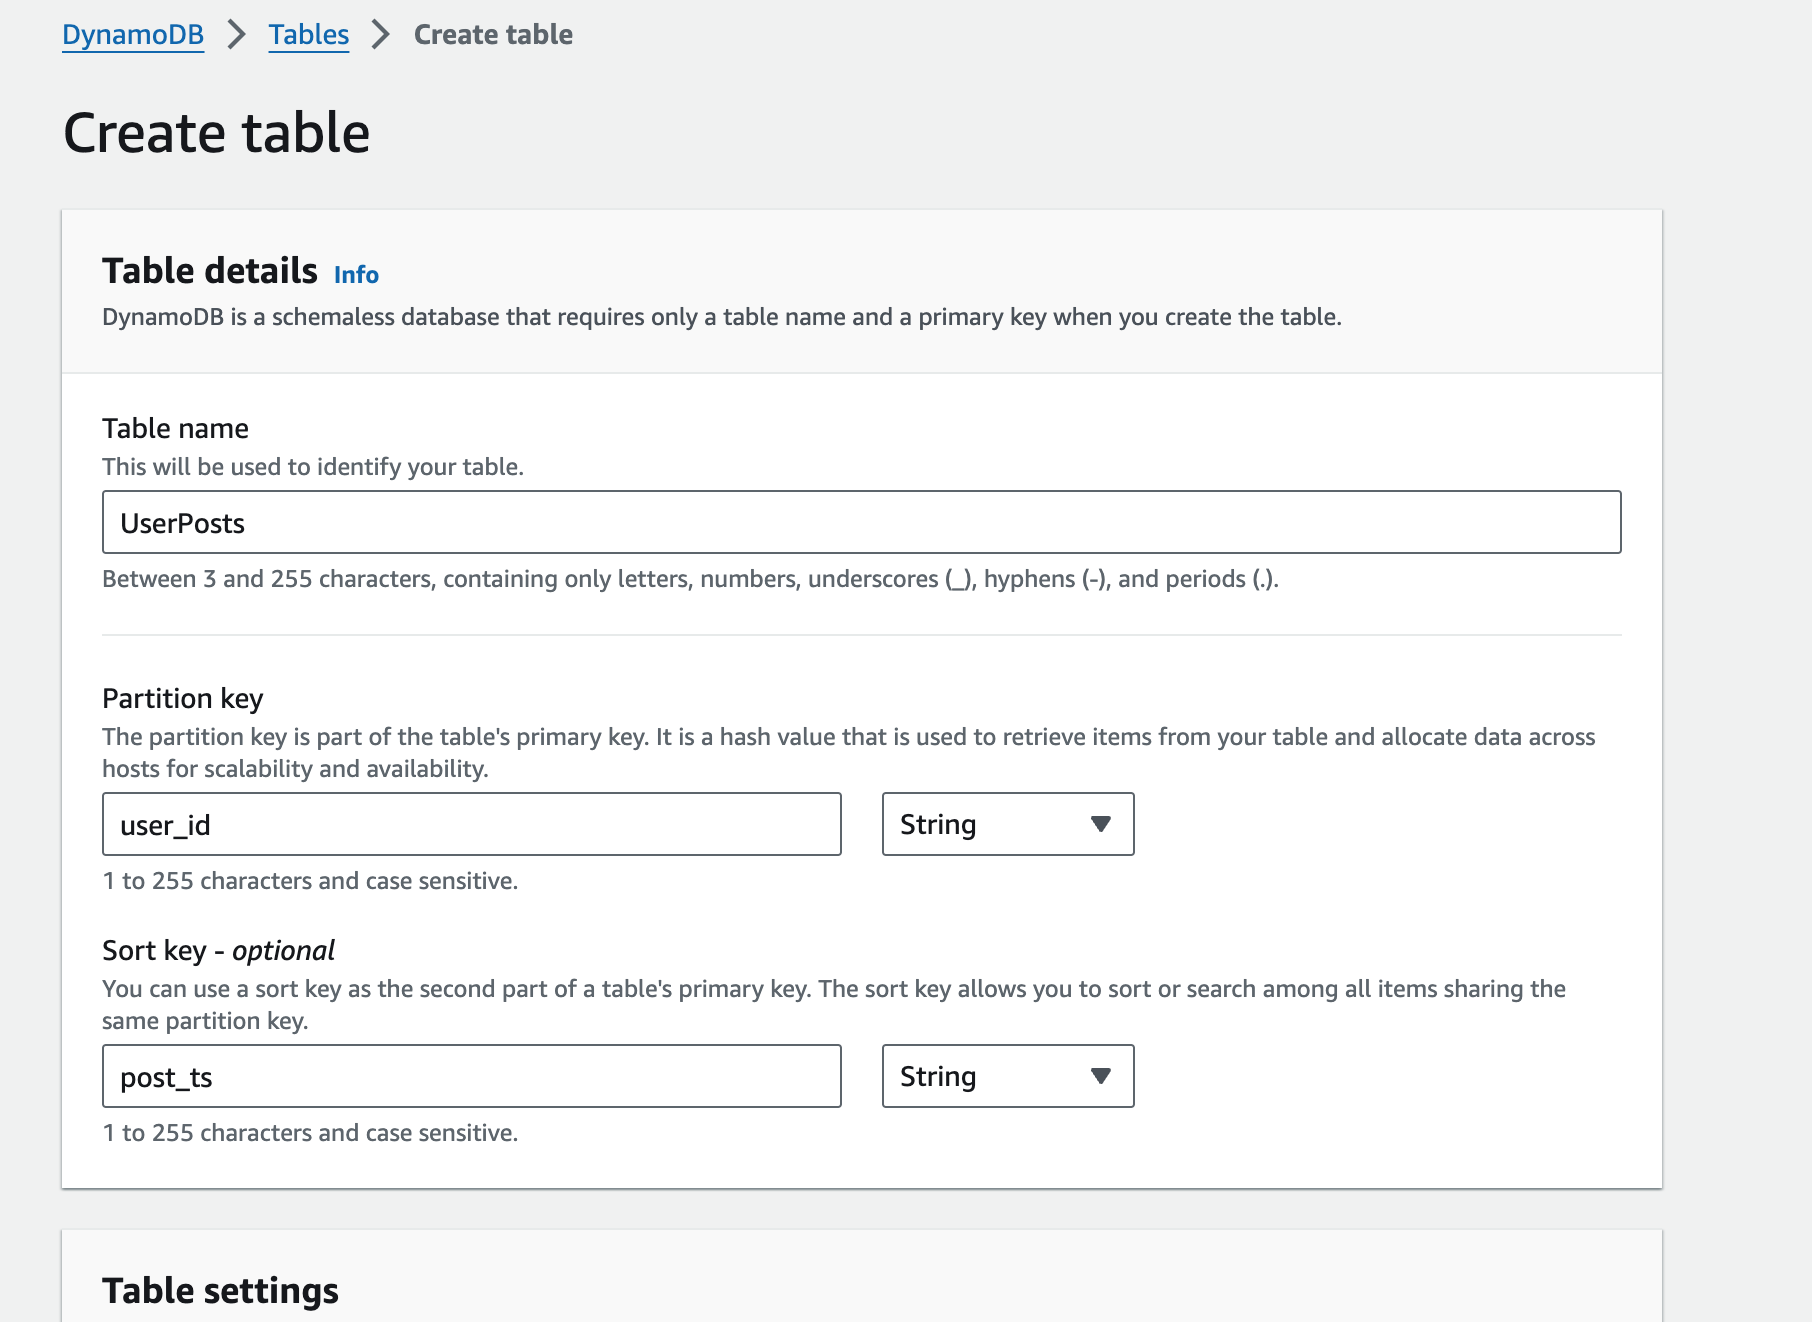 DynamoDB > Tables > Create table
Create table
Table details Info
DynamoDB is a schemaless database that requires only a table name and a primary key when you create the table.
Table name
This will be used to identify your table.
UserPosts
Between 3 and 255 characters, containing only letters, numbers, underscores (_), hyphens (-), and periods (.).
Partition key
The partition key is part of the table's primary key. It is a hash value that is used to retrieve items from your table and allocate data across
hosts for scalability and availability.
user_id String
1 to 255 characters and case sensitive.
Sort key - optional
You can use a sort key as the second part of a table's primary key. The sort key allows you to sort or search among all items sharing the
same partition key.
post_ts String
1 to 255 characters and case sensitive.
Table settings